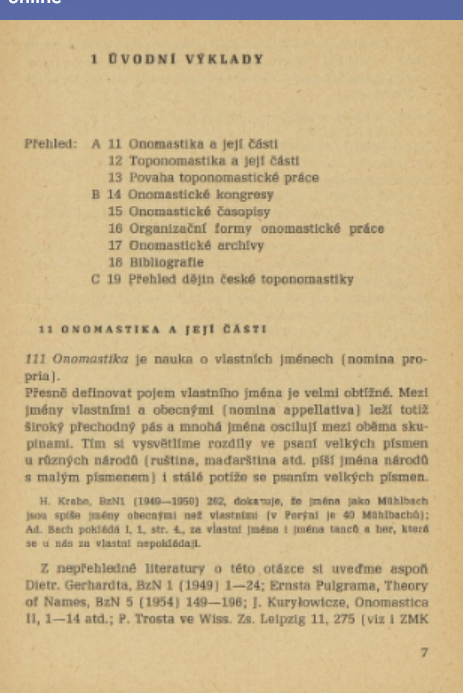 online
1 ÚVODNÍ VÝKLADY
Přehled: A 11 Onomastika a její části
12 Toponomastika a její části
13 Povaha toponomastické práce
B 14 Onomastické kongresy
15 Onomastické časopisy
16 Organizační formy onomastické práce
17 Onomastické archívy
18 Bibliografie
C 19 Přehled dějin české toponomastiky
11 ONOMASTIKA A JEJÍ ČÁSTI
111 Onomastika je nauka o vlastních jménech (nomina pro-
pria).
Přesně definovat pojem vlastního jména je velmi obtížné. Mezi
jmény vlastními a obecnými (nomina appellativa) leží totiž
široký přechodný pás a mnohá jména oscilují mezi oběma sku-
pinami. Tím si vysvětlíme rozdíly ve psaní velkých písmen
u různých národů (ruština, maďarština atd. píší jména národů
s malým písmenem) i stálé potíže se psaním velkých písmen.
H. Krahe, BzN1 (1949—1950) 262, dokazuje, že jména jako Mühlbach
jsou spíše jmény obecnými než vlastními (v Porýní je 40 Mühlbachů);
Ad. Bach pokládá I, 1, str. 4., za vlastní jména i jména tanců a her, která
se u nás za vlastní nepokládají.
Z nepřehledné literatury o této otázce si uveďme aspoň
Dietr. Gerhardta, BzN 1 (1949) 1—24; Ernsta Pulgrama, Theory
of Names, BzN 5 (1954) 149—196; J. Kuryłowicze, Onomastica
II, 1—14 atd.; P. Trosta ve Wiss. Zs. Leipzig 11, 275 (viz i ZMK
7